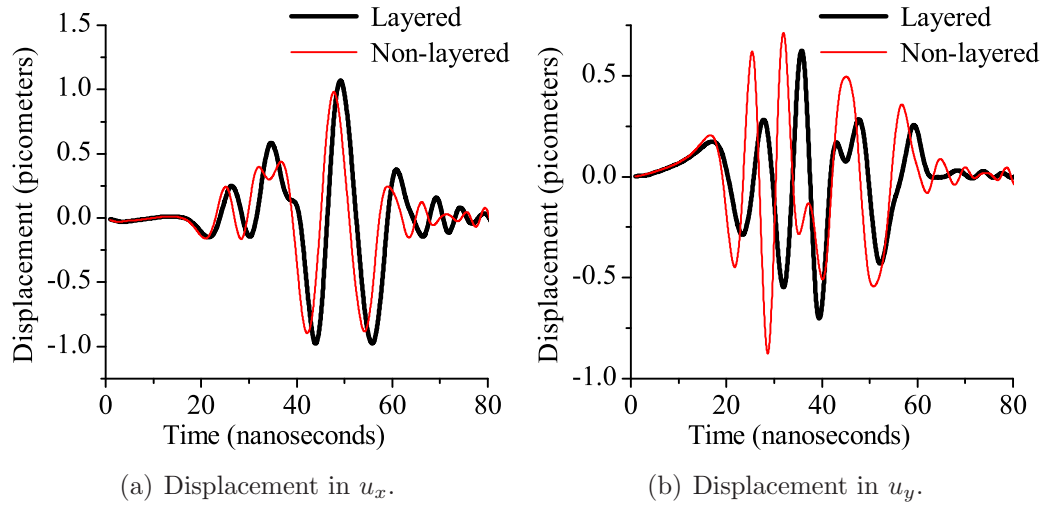 Layered
Non-layered
1.5
1.0
0.5
0.0
-0.5
-1.0
Displacement (picometers)
0 20 40 60 80
Time (nanoseconds)
(a) Displacement in u_x.
Layered
Non-layered
0.5
0.0
-0.5
-1.0
Displacement (picometers)
0 20 40 60 80
Time (nanoseconds)
(b) Displacement in u_y.